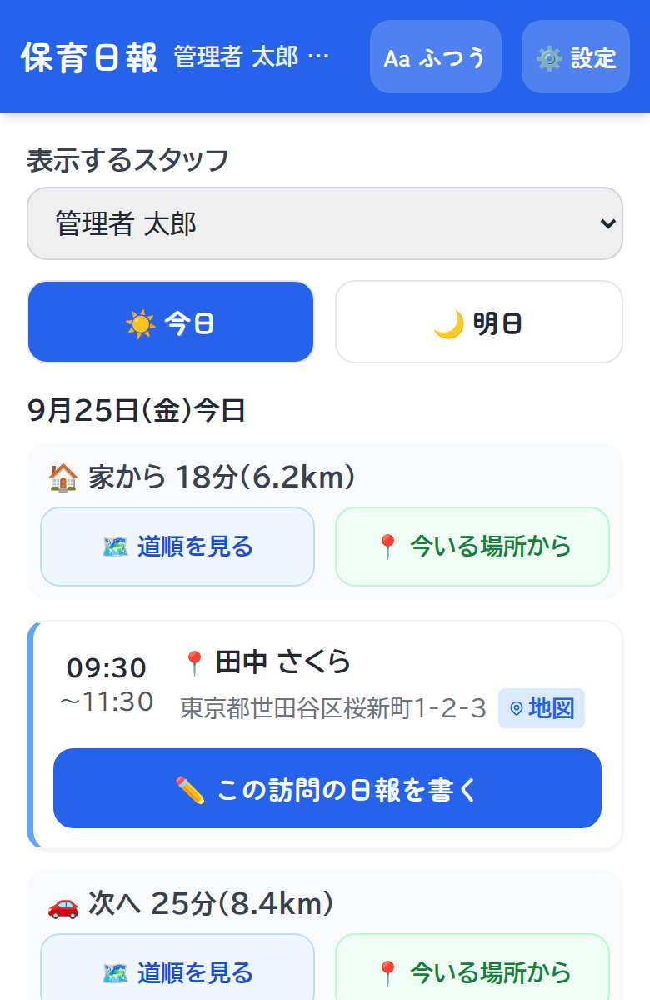 保育日報 管理者 太郎 … Aa ふつう ⚙️ 設定
表示するスタッフ
管理者 太郎
☀️ 今日 🌙 明日
9月25日(金)今日
🏠 家から 18分(6.2km)
🗺️ 道順を見る 📍 今いる場所から
09:30 📍 田中 さくら
～11:30 東京都世田谷区桜新町1-2-3 地図
✏️ この訪問の日報を書く
🚗 次へ 25分(8.4km)
🗺️ 道順を見る 📍 今いる場所から